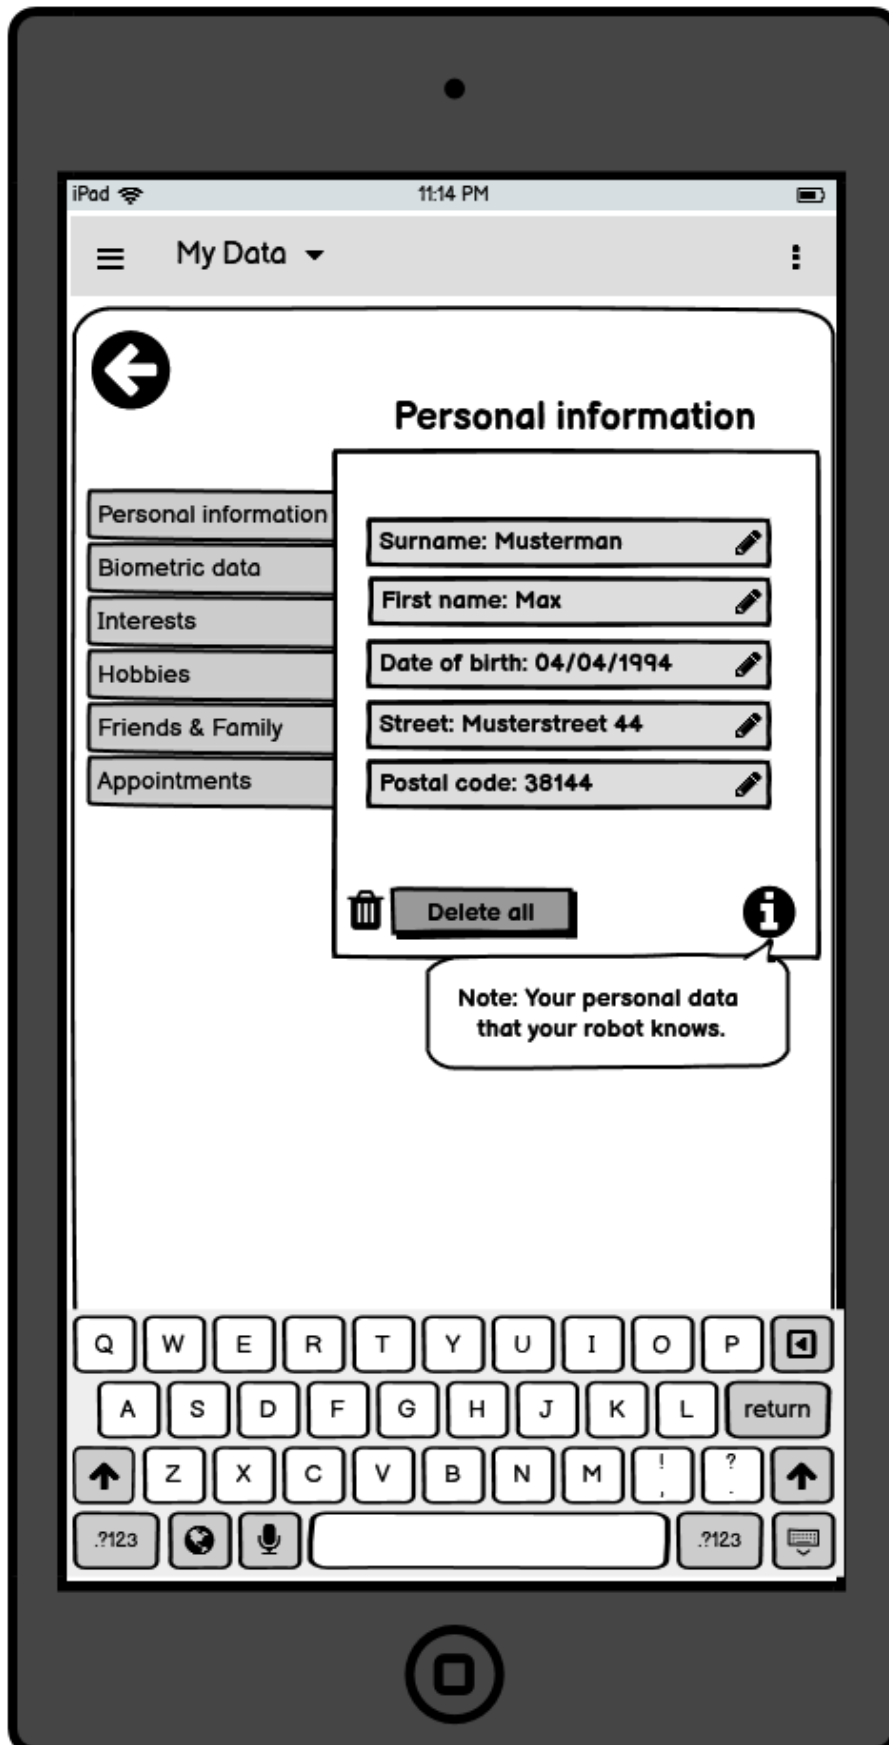 iPad 11:14 PM
My Data
Personal information
Personal information
Biometric data
Interests
Hobbies
Friends & Family
Appointments
Surname: Musterman
First name: Max
Date of birth: 04/04/1994
Street: Musterstreet 44
Postal code: 38144
Delete all
Note: Your personal data
that your robot knows.
Q W E R T Y U I O P
A S D F G H J K L return
Z X C V B N M ! , ? .
.?123 .?123